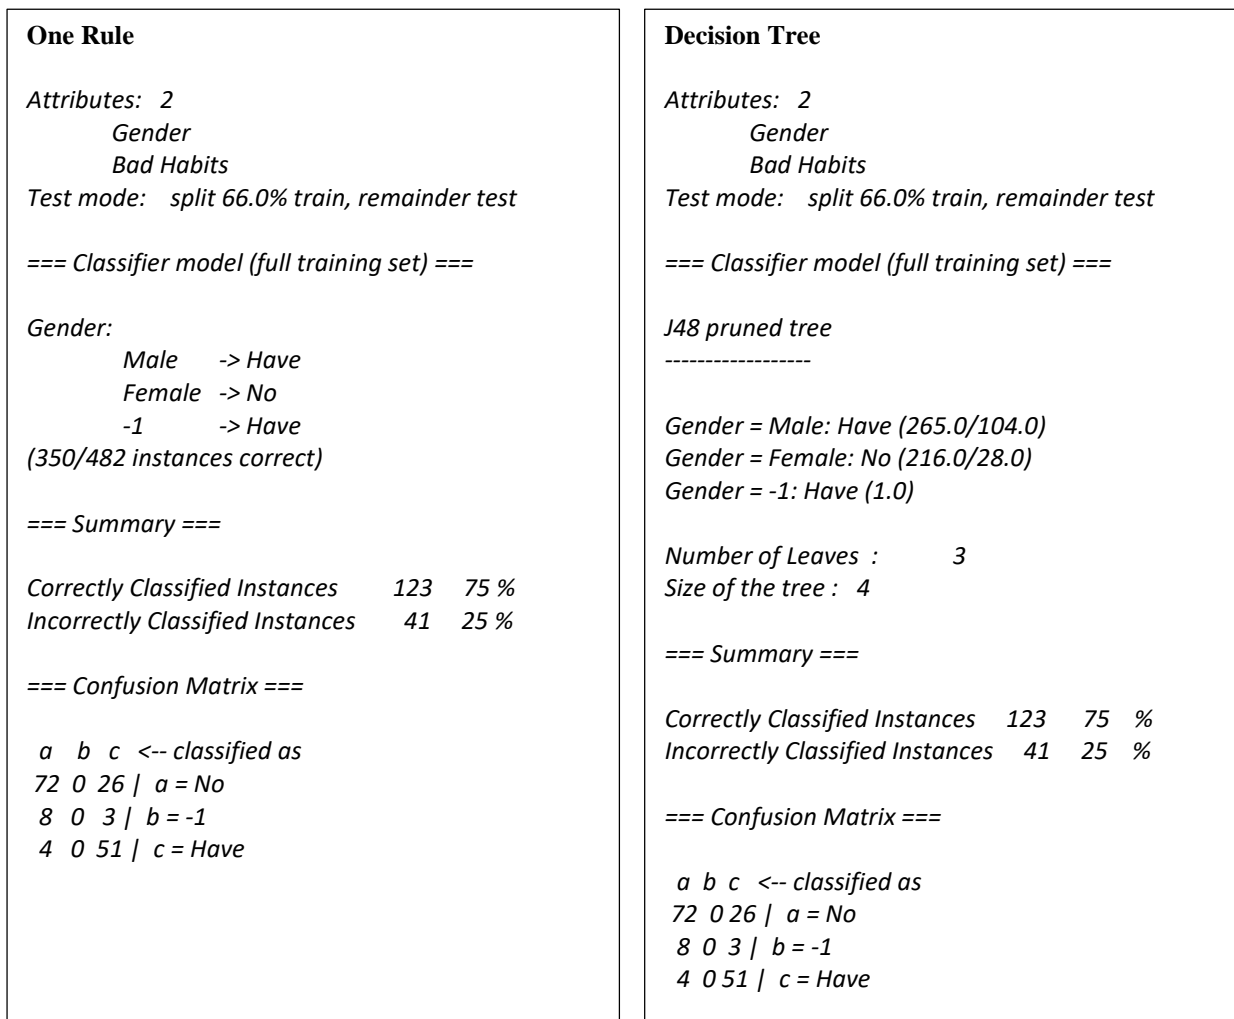 One Rule
Attributes: 2
Gender
Bad Habits
Test mode: split 66.0% train, remainder test
=== Classifier model (full training set) ===
Gender:
Male -> Have
Female -> No
-1 -> Have
(350/482 instances correct)
=== Summary ===
Correctly Classified Instances 123 75 %
Incorrectly Classified Instances 41 25 %
=== Confusion Matrix ===
a b c <-- classified as
72 0 26 | a = No
8 0 3 | b = -1
4 0 51 | c = Have
Decision Tree
Attributes: 2
Gender
Bad Habits
Test mode: split 66.0% train, remainder test
=== Classifier model (full training set) ===
J48 pruned tree
------------------
Gender = Male: Have (265.0/104.0)
Gender = Female: No (216.0/28.0)
Gender = -1: Have (1.0)
Number of Leaves : 3
Size of the tree : 4
=== Summary ===
Correctly Classified Instances 123 75 %
Incorrectly Classified Instances 41 25 %
=== Confusion Matrix ===
a b c <-- classified as
72 0 26 | a = No
8 0 3 | b = -1
4 0 51 | c = Have